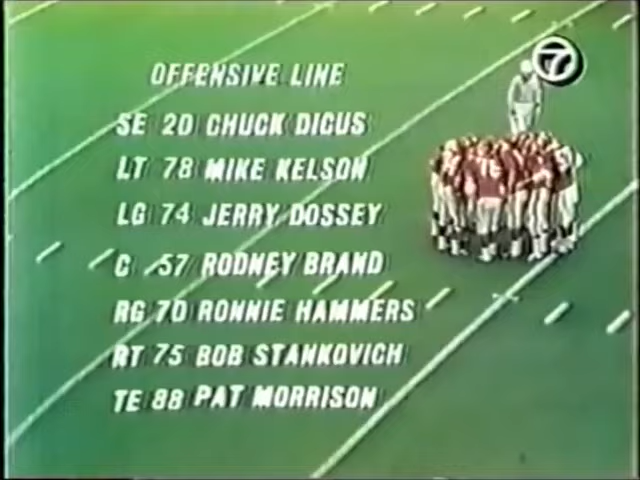 OFFENSIVE LINE
SE 20 CHUCK DICUS
LT 78 MIKE KELSON
LG 74 JERRY DOSSEY
C 57 RODNEY BRAND
RG 70 RONNIE HAMMERS
RT 75 BOB STANKOVICH
TE 88 PAT MORRISON
7
76